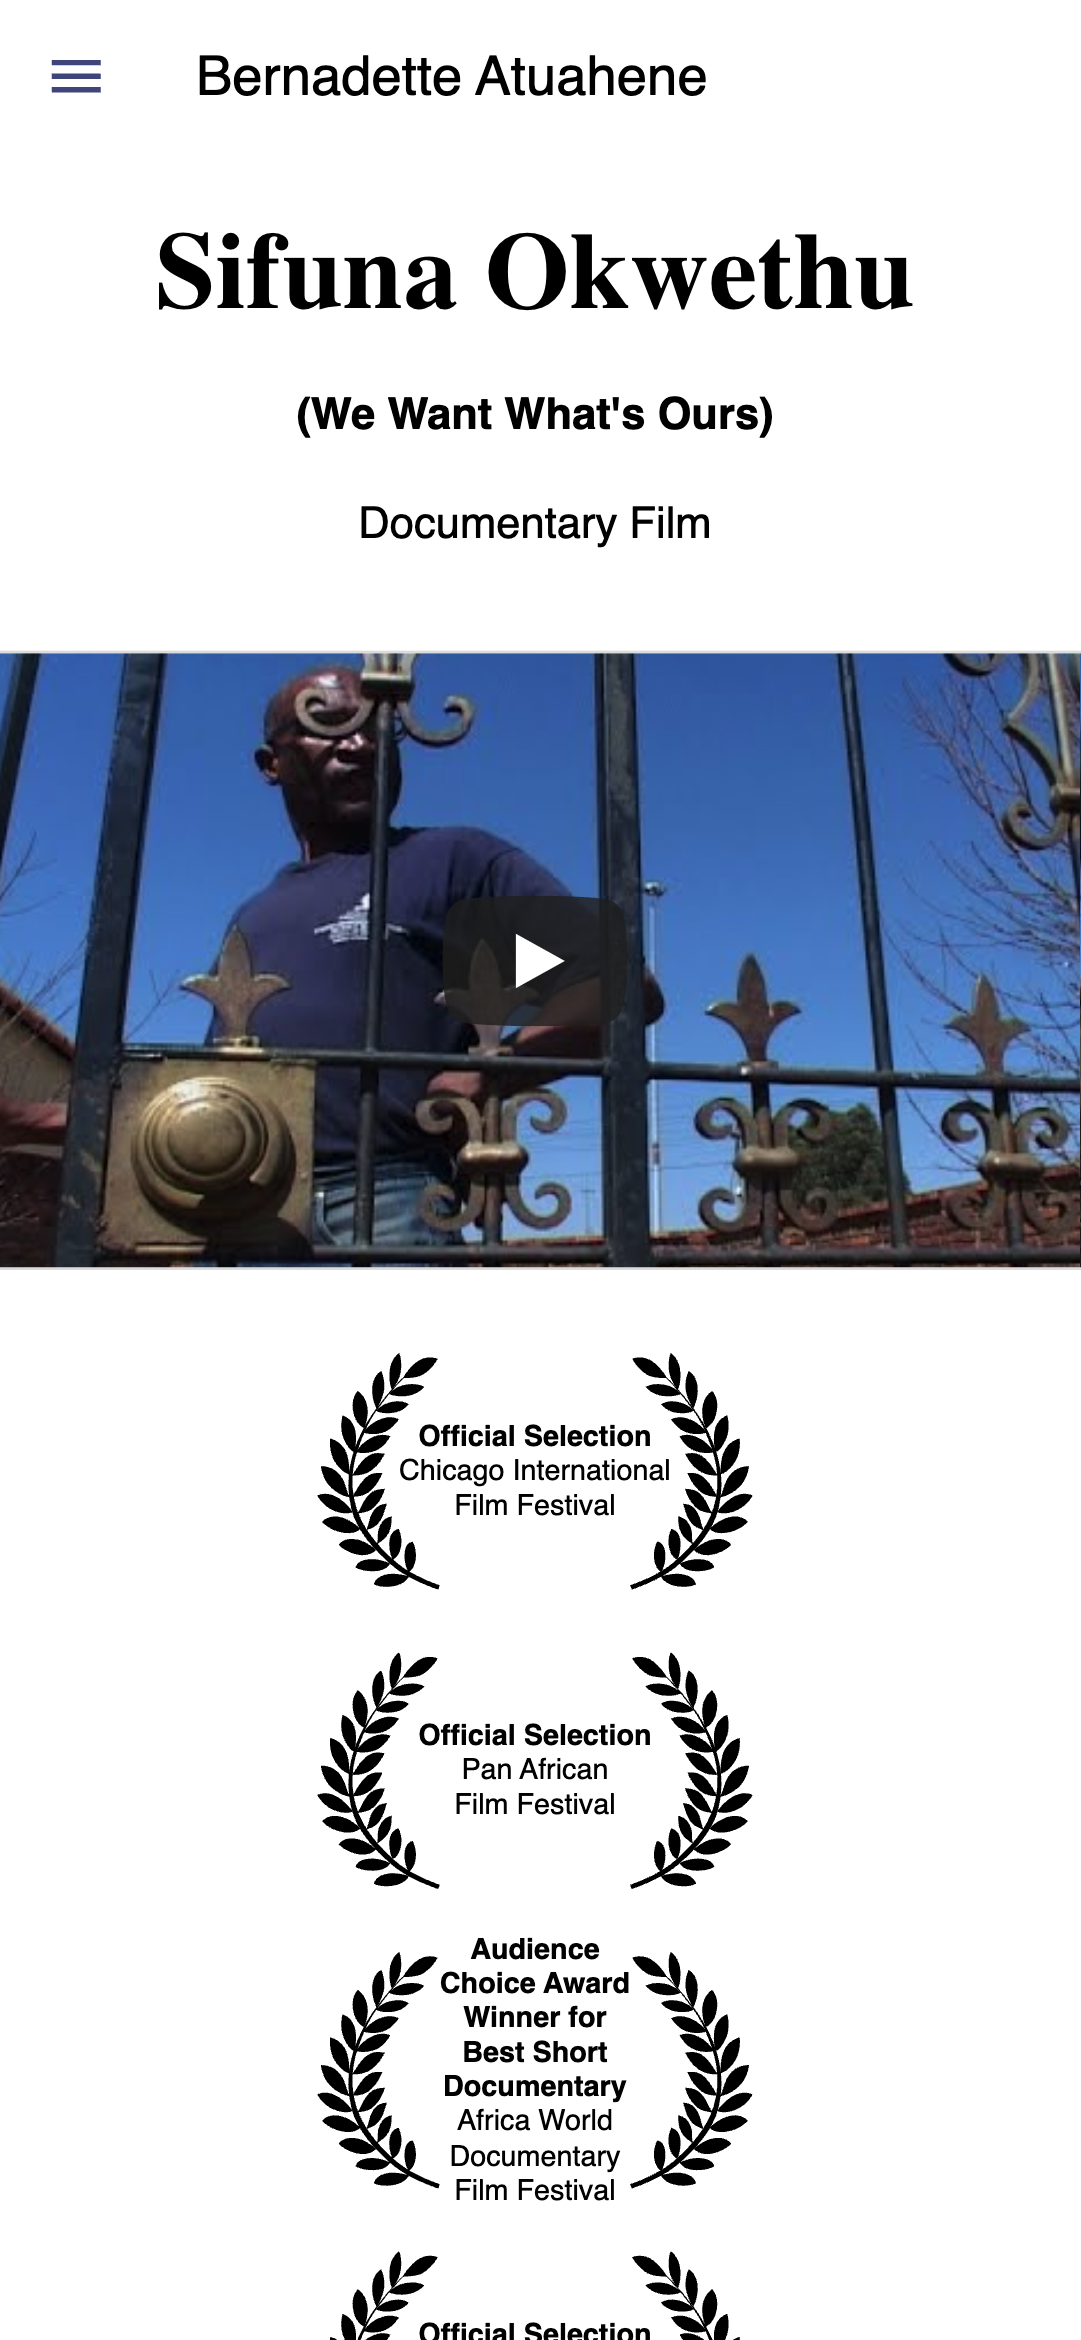 Bernadette Atuahene
Sifuna Okwethu
(We Want What's Ours)
Documentary Film
Official Selection
Chicago International
Film Festival
Official Selection
Pan African
Film Festival
Audience
Choice Award
Winner for
Best Short
Documentary
Africa World
Documentary
Film Festival
Official Selection